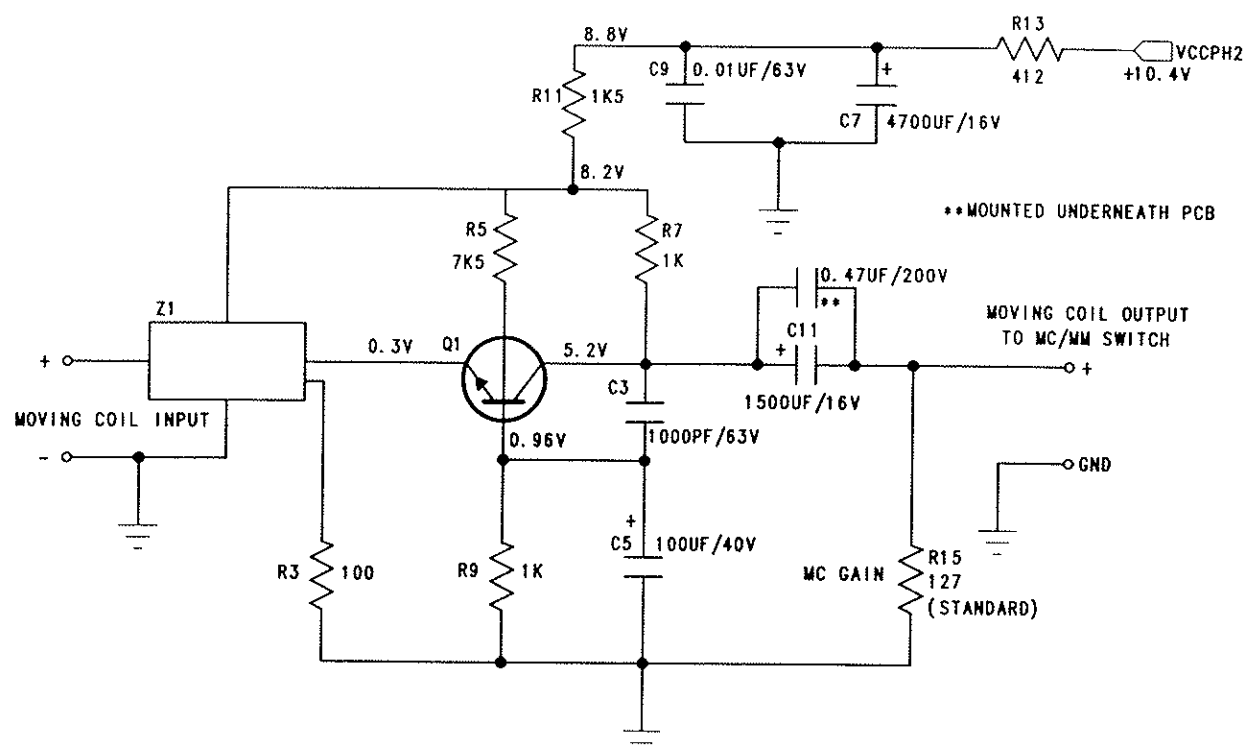 R13
8.8V
VCCPH2
C9
0.01UF/63V
+
412
+10.4V
R11
1K5
C7
4700UF/16V
8.2V
**MOUNTED UNDERNEATH PCB
R5
7K5
R7
1K
0.47UF/200V
**
Z1
MOVING COIL OUTPUT
TO MC/MM SWITCH
C11
+
0.3V
Q1
5.2V
+
+
C3
1500UF/16V
MOVING COIL INPUT
0.96V
1000PF/63V
-
GND
+
C5
100UF/40V
R3
100
R9
1K
MC GAIN
R15
127
(STANDARD)